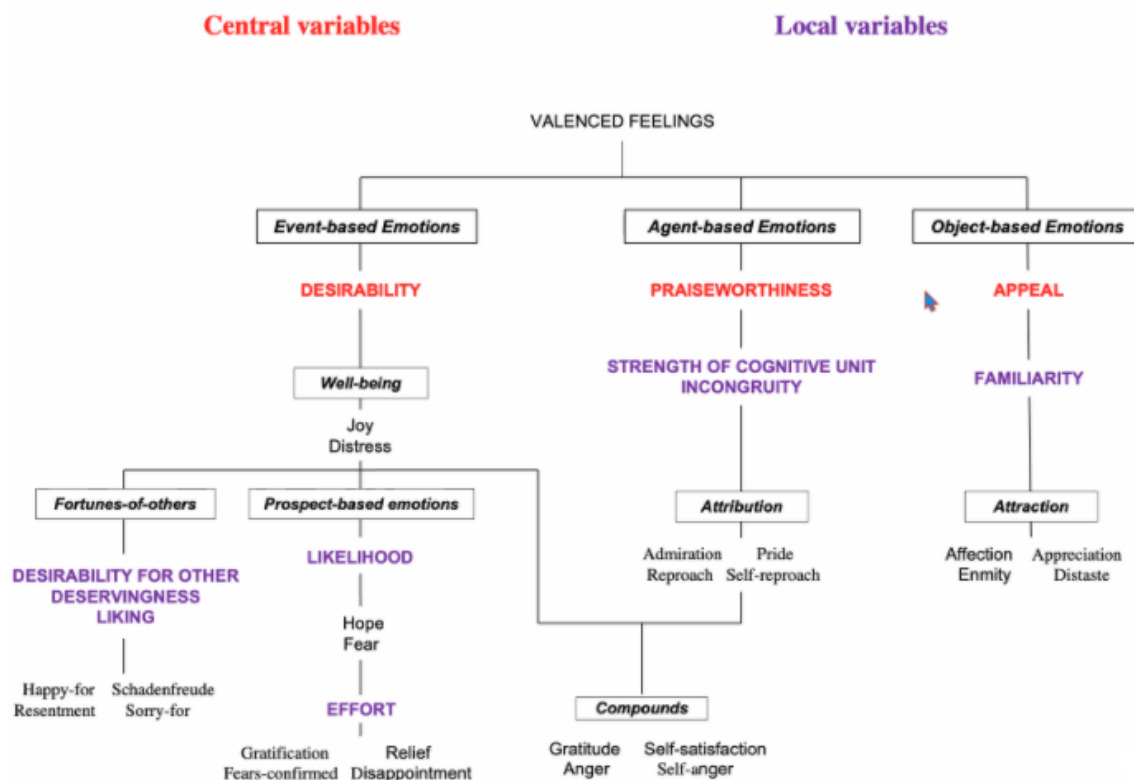 Central variables
Local variables
VALENCED FEELINGS
Event-based Emotions
Agent-based Emotions
Object-based Emotions
DESIRABILITY
PRAISEWORTHINESS
APPEAL
STRENGTH OF COGNITIVE UNIT
INCONGRUITY
FAMILIARITY
Well-being
Joy
Distress
Fortunes-of-others
Prospect-based emotions
Attribution
Attraction
LIKELIHOOD
Admiration
Reproach
Pride
Self-reproach
Affection
Enmity
Appreciation
Distaste
DESIRABILITY FOR OTHER
DESERVINGNESS
LIKING
Hope
Fear
Happy-for
Resentment
Schadenfreude
Sorry-for
EFFORT
Compounds
Gratification
Fears-confirmed
Relief
Disappointment
Gratitude
Anger
Self-satisfaction
Self-anger